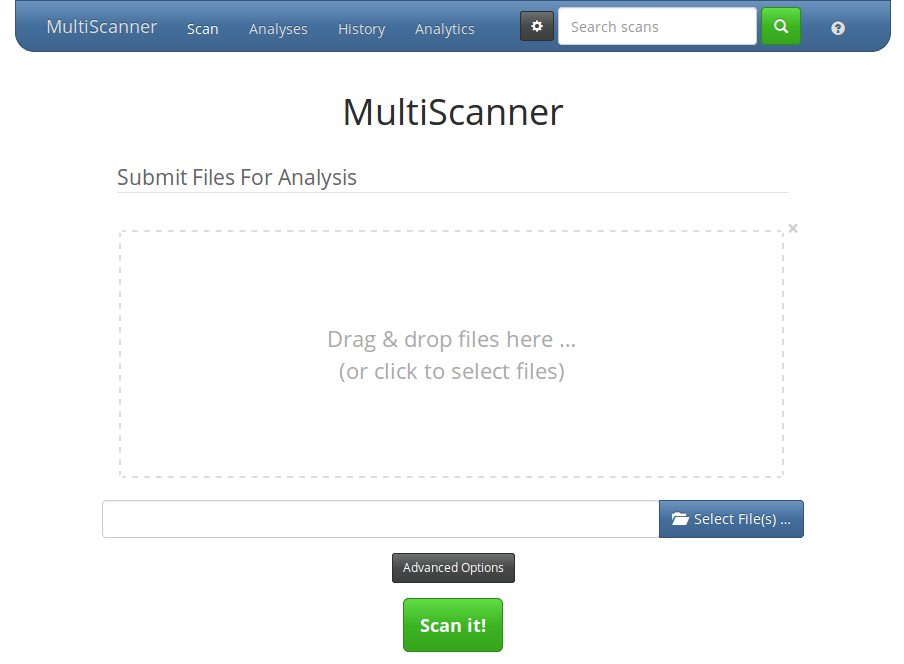 MultiScanner Scan Analyses History Analytics Search scans ?
MultiScanner
Submit Files For Analysis
×
Drag & drop files here ...
(or click to select files)
Select File(s) ...
Advanced Options
Scan it!